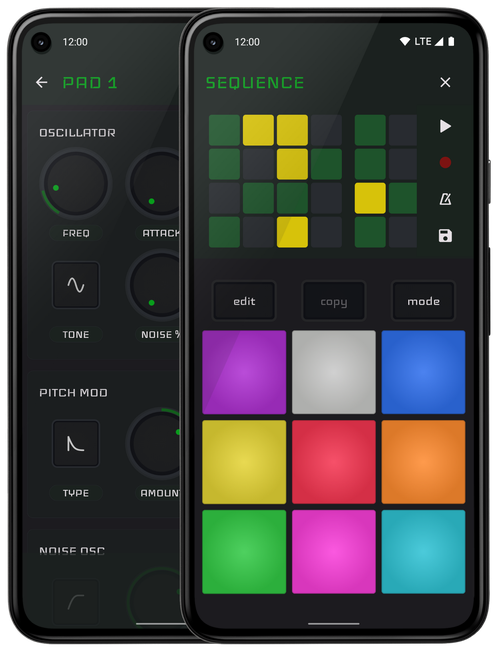 12:00
PAD 1
OSCILLATOR
FREQ
ATTACK
TONE
NOISE %
PITCH MOD
TYPE
AMOUN
NOISE OSC
12:00
LTE
SEQUENCE
edit
copy
mode